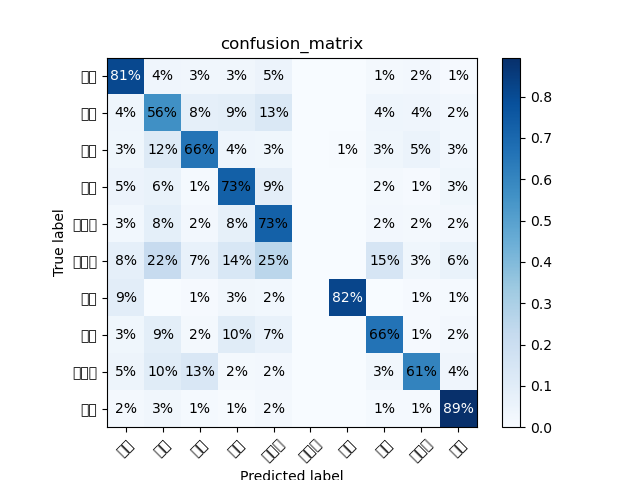 confusion_matrix
81% 4% 3% 3% 5% 1% 2% 1%
4% 56% 8% 9% 13% 4% 4% 2%
3% 12% 66% 4% 3% 1% 3% 5% 3%
5% 6% 1% 73% 9% 2% 1% 3%
3% 8% 2% 8% 73% 2% 2% 2%
8% 22% 7% 14% 25% 15% 3% 6%
9% 1% 3% 2% 82% 1% 1%
3% 9% 2% 10% 7% 66% 1% 2%
5% 10% 13% 2% 2% 3% 61% 4%
2% 3% 1% 1% 2% 1% 1% 89%
True label
Predicted label
0.8
0.7
0.6
0.5
0.4
0.3
0.2
0.1
0.0